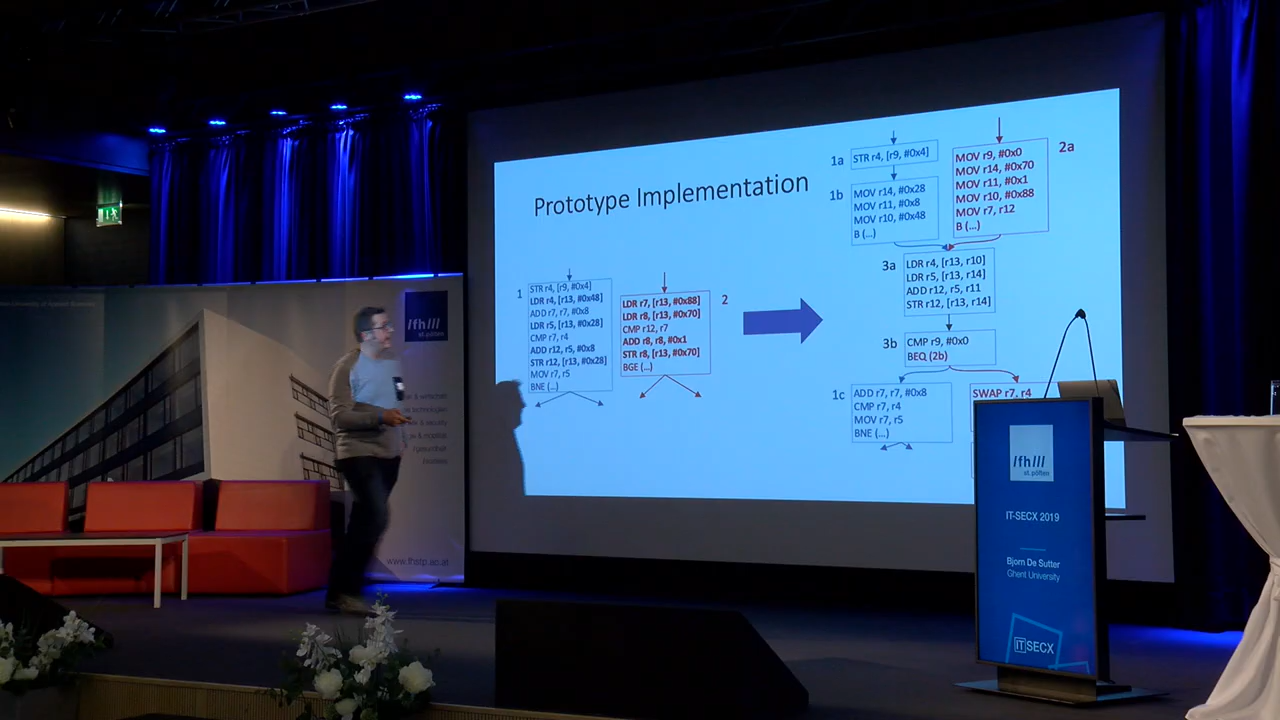 Prototype Implementation
1
STR r4, [r9, #0x4]
LDR r4, [r13, #0x48]
ADD r7, r7, #0x8
LDR r5, [r13, #0x28]
CMP r7, r4
ADD r12, r5, #0x8
STR r12, [r13, #0x28]
MOV r7, r5
BNE (...)
2
LDR r7, [r13, #0x88]
LDR r8, [r13, #0x70]
CMP r12, r7
ADD r8, r8, #0x1
STR r8, [r13, #0x70]
BGE (...)
1a
STR r4, [r9, #0x4]
1b
MOV r14, #0x28
MOV r11, #0x8
MOV r10, #0x48
B (...)
2a
MOV r9, #0x0
MOV r14, #0x70
MOV r11, #0x1
MOV r10, #0x88
MOV r7, r12
B (...)
3a
LDR r4, [r13, r10]
LDR r5, [r13, r14]
ADD r12, r5, r11
STR r12, [r13, r14]
3b
CMP r9, #0x0
BEQ (2b)
1c
ADD r7, r7, #0x8
CMP r7, r4
MOV r7, r5
BNE (...)
SWAP r7, r4
/fh///
st.pölten
www.fhstp.ac.at
/fh///
st.pölten
IT-SECX 2019
Bjorn De Sutter
Ghent University
IT SECX